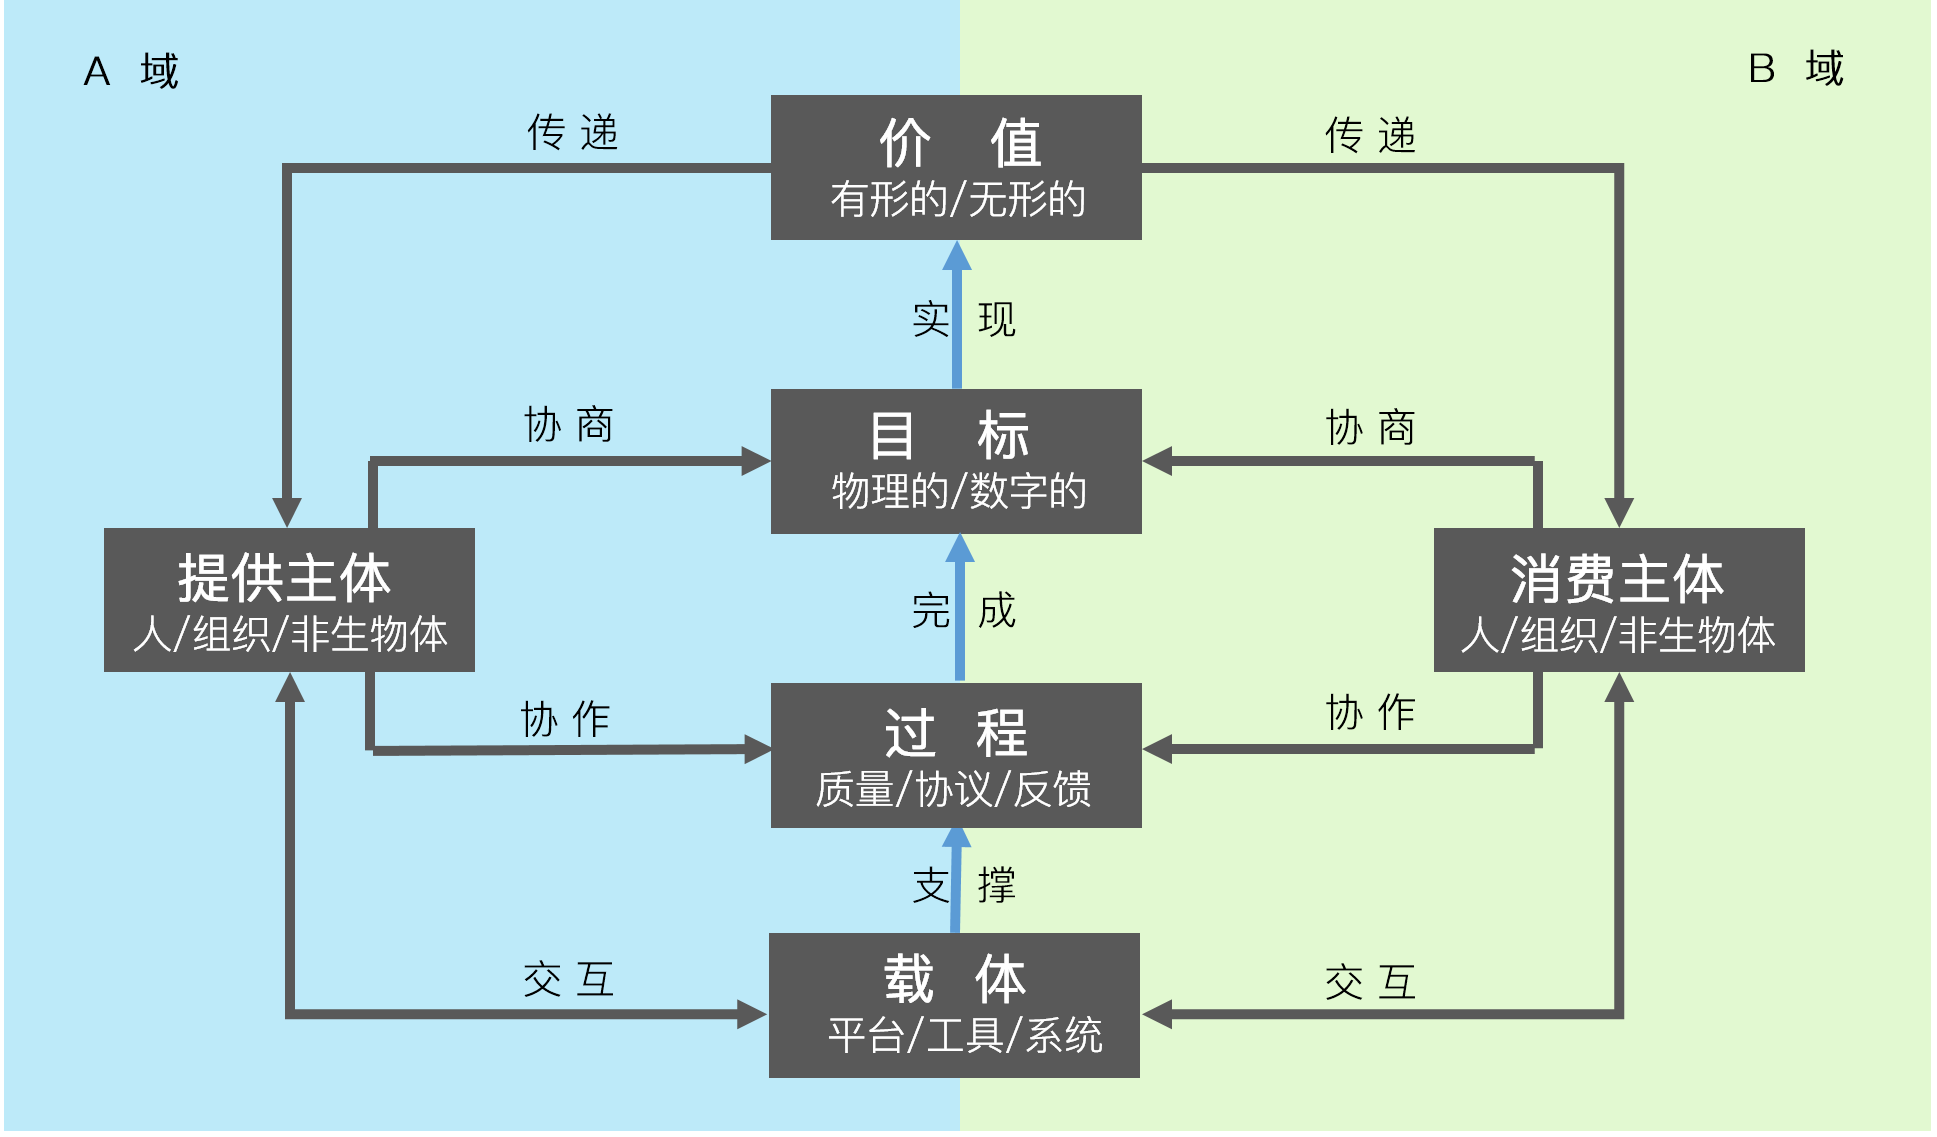 A 域
B 域
传递
传递
价 值
有形的/无形的
实 现
协商
协商
目 标
物理的/数字的
提供主体
人/组织/非生物体
消费主体
人/组织/非生物体
完 成
协作
协作
过 程
质量/协议/反馈
支 撑
交互
交互
载 体
平台/工具/系统